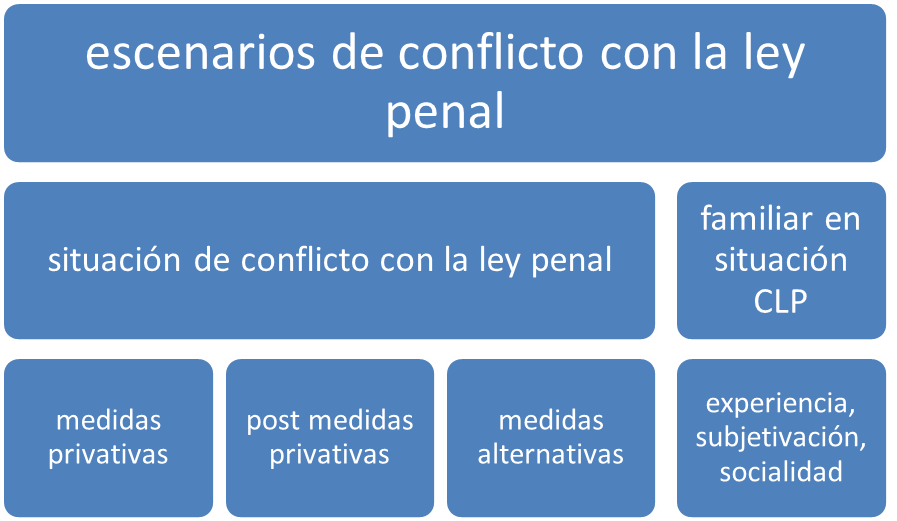 escenarios de conflicto con la ley
penal
situación de conflicto con la ley penal
familiar en
situación
CLP
medidas
privativas
post medidas
privativas
medidas
alternativas
experiencia,
subjetivación,
socialidad